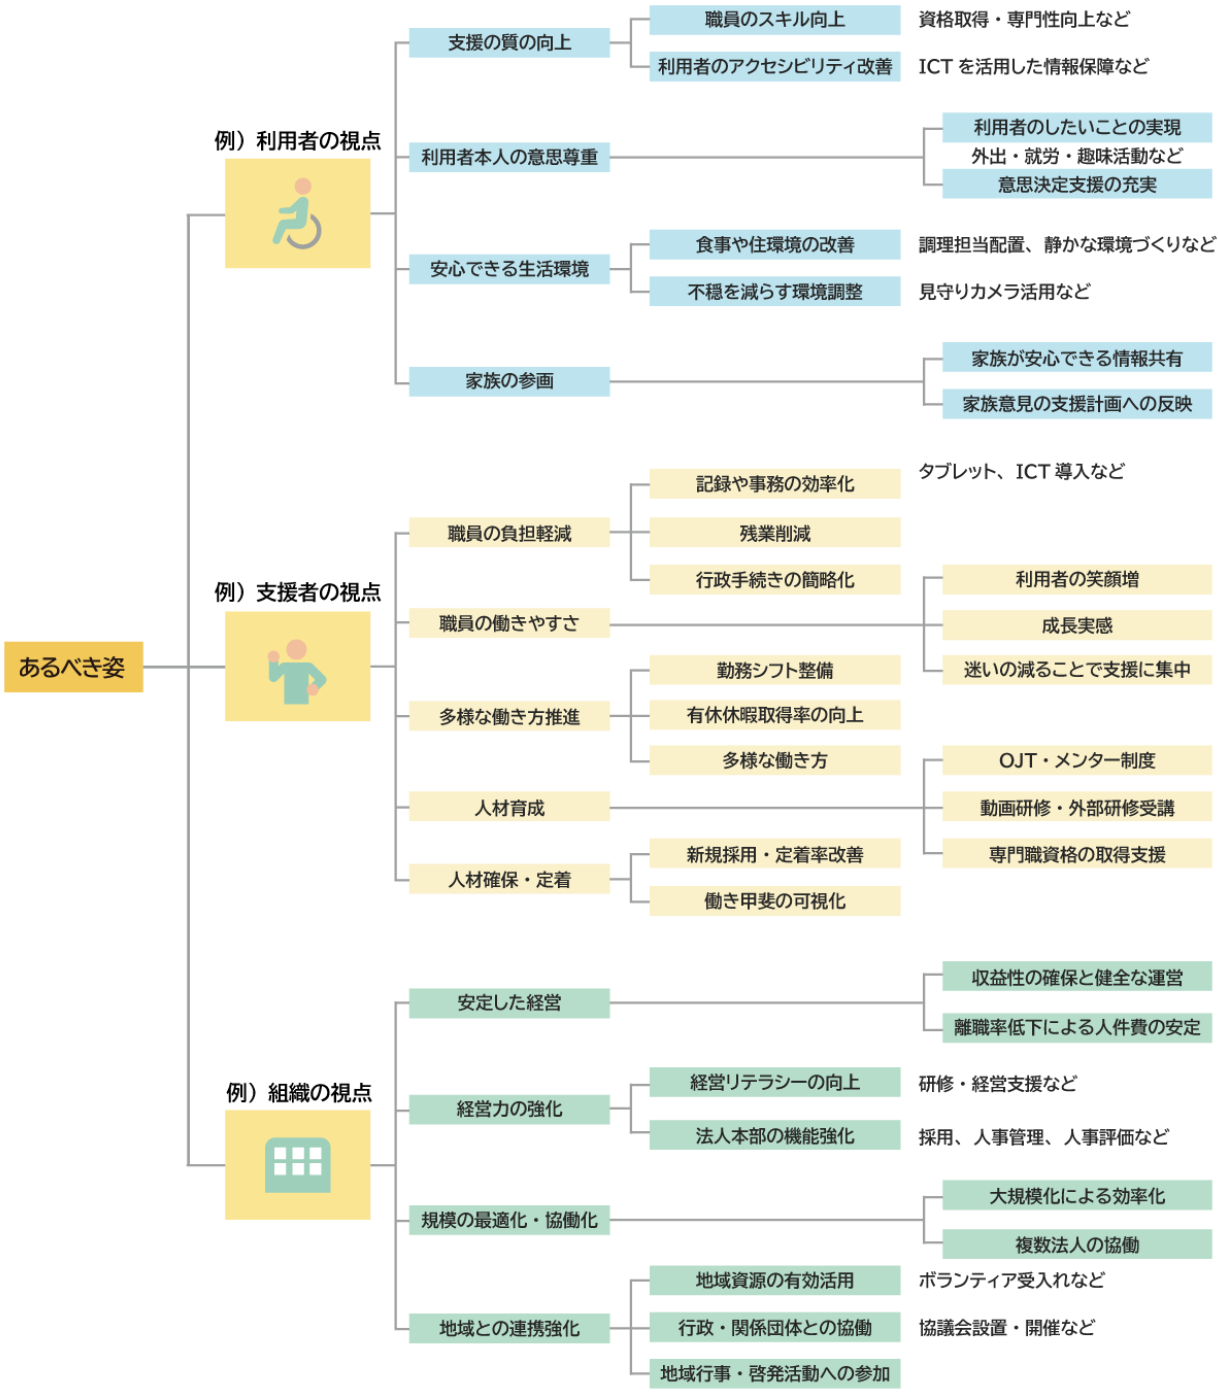 あるべき姿
例）利用者の視点
支援の質の向上
職員のスキル向上
資格取得・専門性向上など
利用者のアクセシビリティ改善
ICTを活用した情報保障など
利用者本人の意思尊重
利用者のしたいことの実現
外出・就労・趣味活動など
意思決定支援の充実
安心できる生活環境
食事や住環境の改善
調理担当配置、静かな環境づくりなど
不穏を減らす環境調整
見守りカメラ活用など
家族の参画
家族が安心できる情報共有
家族意見の支援計画への反映
例）支援者の視点
職員の負担軽減
記録や事務の効率化
タブレット、ICT導入など
残業削減
行政手続きの簡略化
職員の働きやすさ
利用者の笑顔増
成長実感
迷いの減ることで支援に集中
多様な働き方推進
勤務シフト整備
有休休暇取得率の向上
多様な働き方
人材育成
OJT・メンター制度
動画研修・外部研修受講
専門職資格の取得支援
人材確保・定着
新規採用・定着率改善
働き甲斐の可視化
例）組織の視点
安定した経営
収益性の確保と健全な運営
離職率低下による人件費の安定
経営力の強化
経営リテラシーの向上
研修・経営支援など
法人本部の機能強化
採用、人事管理、人事評価など
規模の最適化・協働化
大規模化による効率化
複数法人の協働
地域との連携強化
地域資源の有効活用
ボランティア受入れなど
行政・関係団体との協働
協議会設置・開催など
地域行事・啓発活動への参加